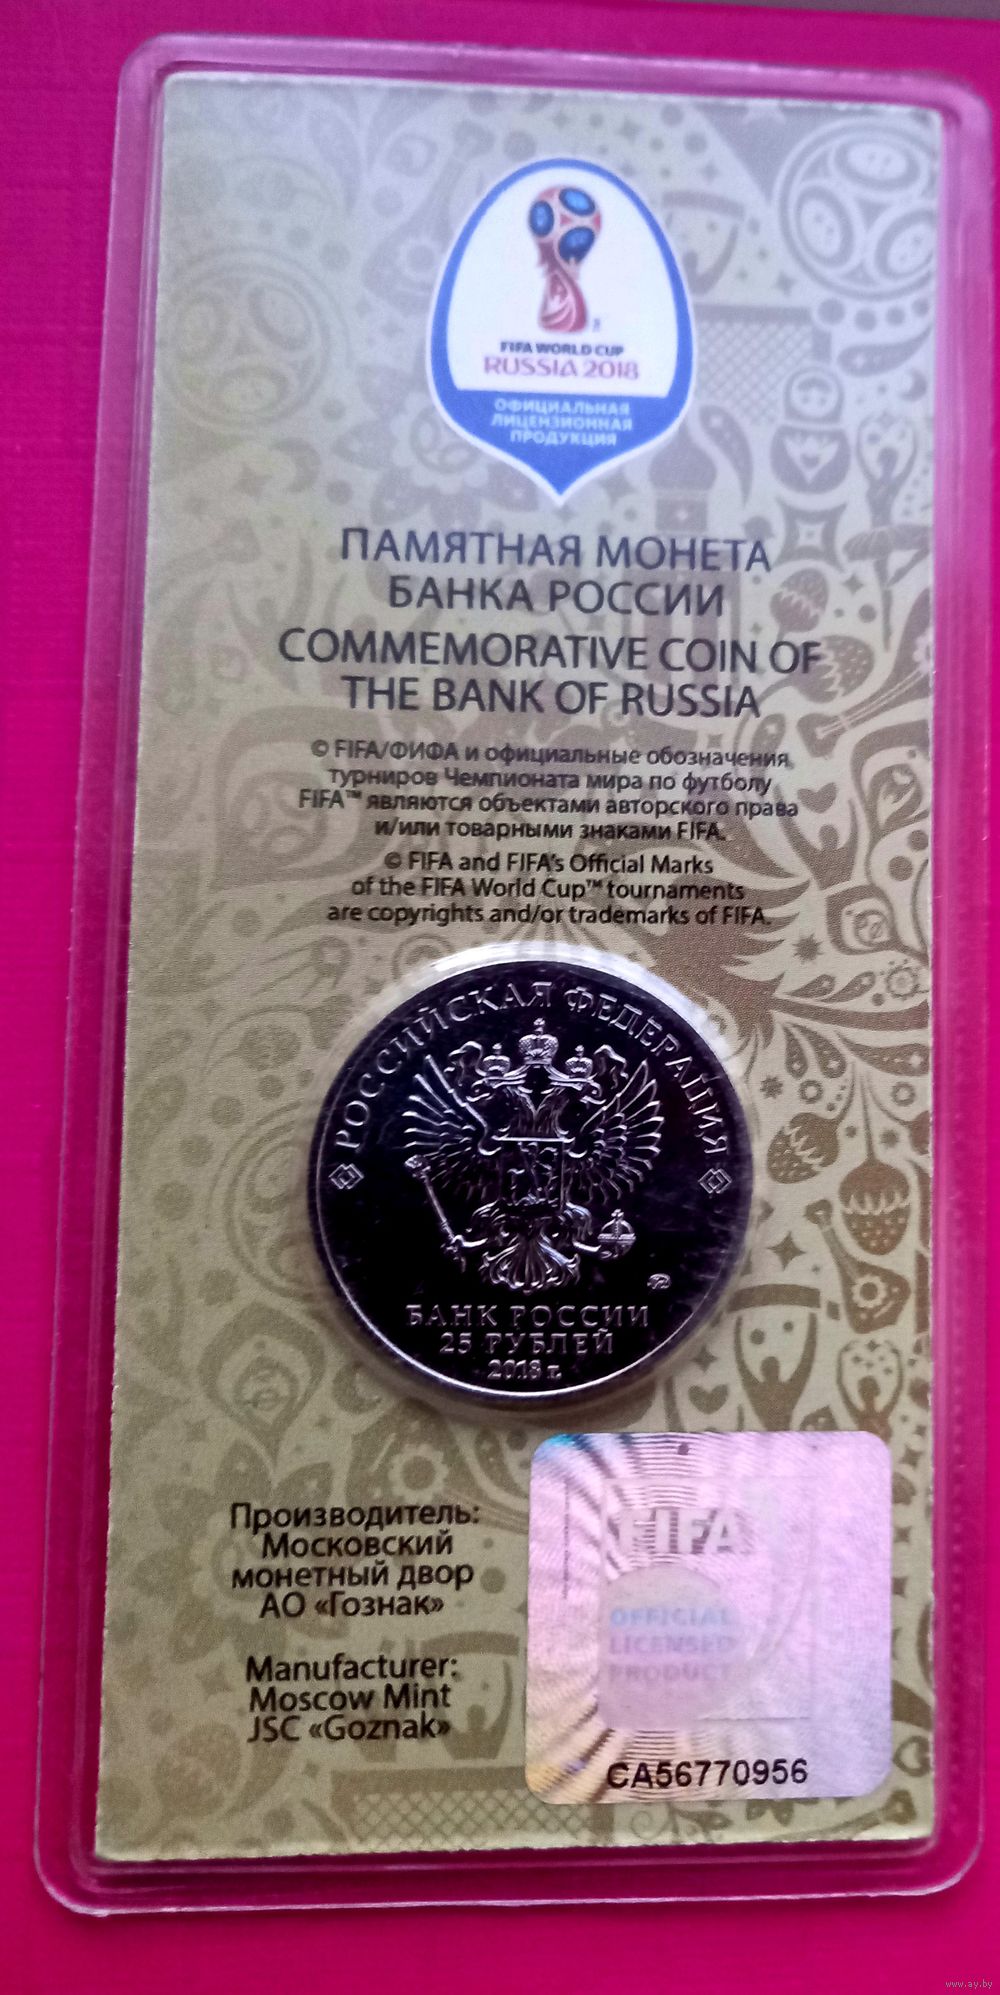 FIFA WORLD CUP
RUSSIA 2018
ОФИЦИАЛЬНАЯ
ЛИЦЕНЗИОННАЯ
ПРОДУКЦИЯ
ПАМЯТНАЯ МОНЕТА
БАНКА РОССИИ
COMMEMORATIVE COIN OF
THE BANK OF RUSSIA
© FIFA/ФИФА и официальные обозначения
турниров Чемпионата мира по футболу
FIFA™ являются объектами авторского права
и/или товарными знаками FIFA.
© FIFA and FIFA's Official Marks
of the FIFA World Cup™ tournaments
are copyrights and/or trademarks of FIFA.
РОССИЙСКАЯ ФЕДЕРАЦИЯ
БАНК РОССИИ
25 РУБЛЕЙ
2018 г.
Производитель:
Московский
монетный двор
АО «Гознак»
Manufacturer:
Moscow Mint
JSC «Goznak»
FIFA
OFFICIAL
LICENSED
PRODUCT
CA56770956
www.ay.by